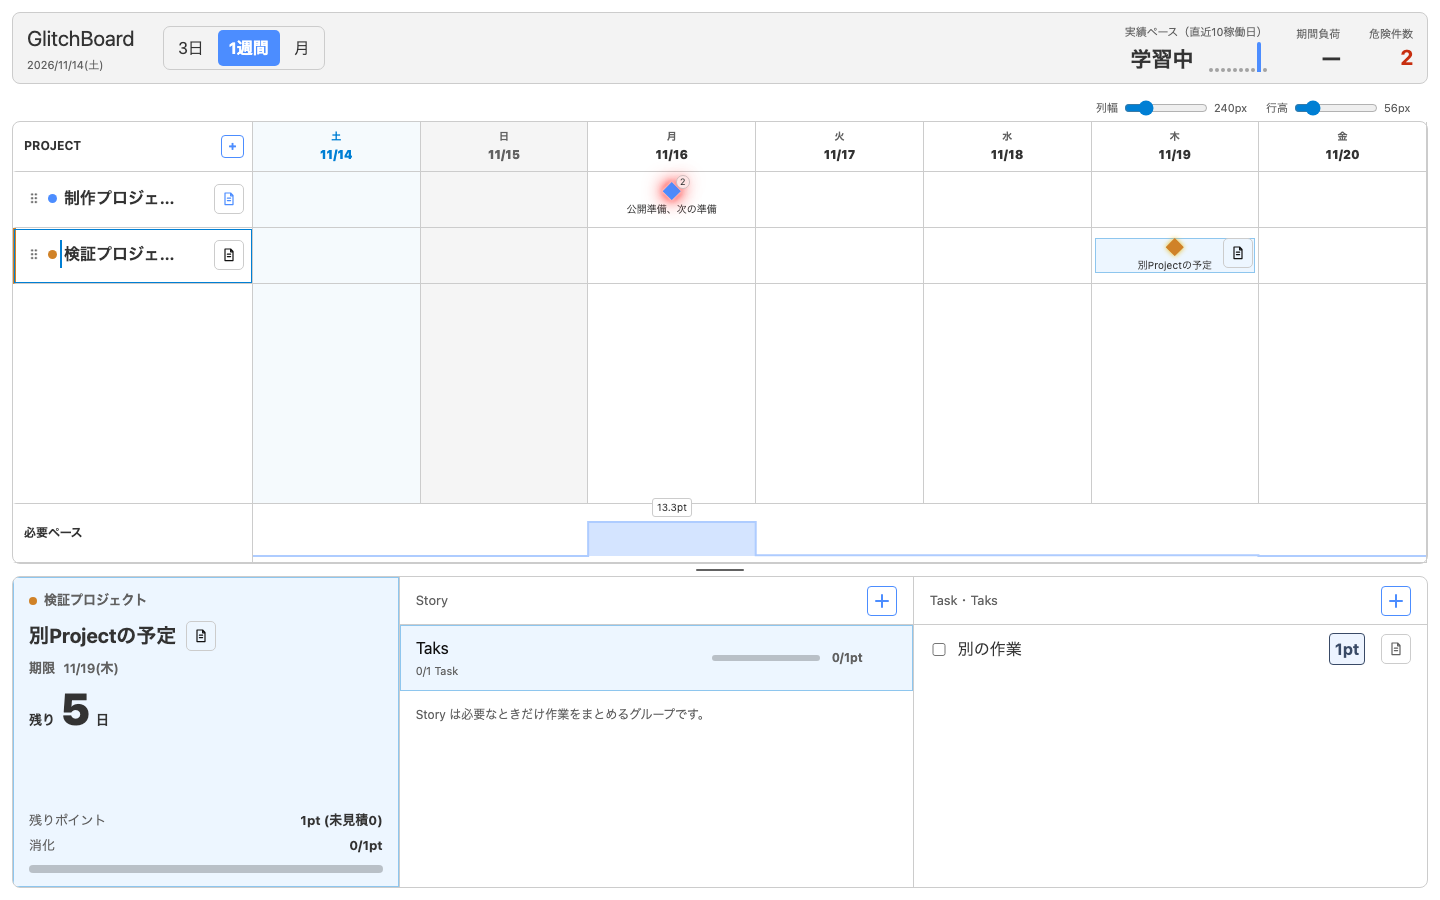 GlitchBoard
2026/11/14(土)
3日 1週間 月
実績ペース（直近10稼働日）
学習中
期間負荷
—
危険件数
2
列幅 240px 行高 56px
PROJECT +
土 11/14
日 11/15
月 11/16
火 11/17
水 11/18
木 11/19
金 11/20
制作プロジェ...
2
公開準備、次の準備
検証プロジェ...
別Projectの予定
必要ペース
13.3pt
検証プロジェクト
別Projectの予定
期限 11/19(木)
残り 5 日
残りポイント 1pt (未見積0)
消化 0/1pt
Story +
Taks
0/1 Task
0/1pt
Story は必要なときだけ作業をまとめるグループです。
Task・Taks +
別の作業 1pt